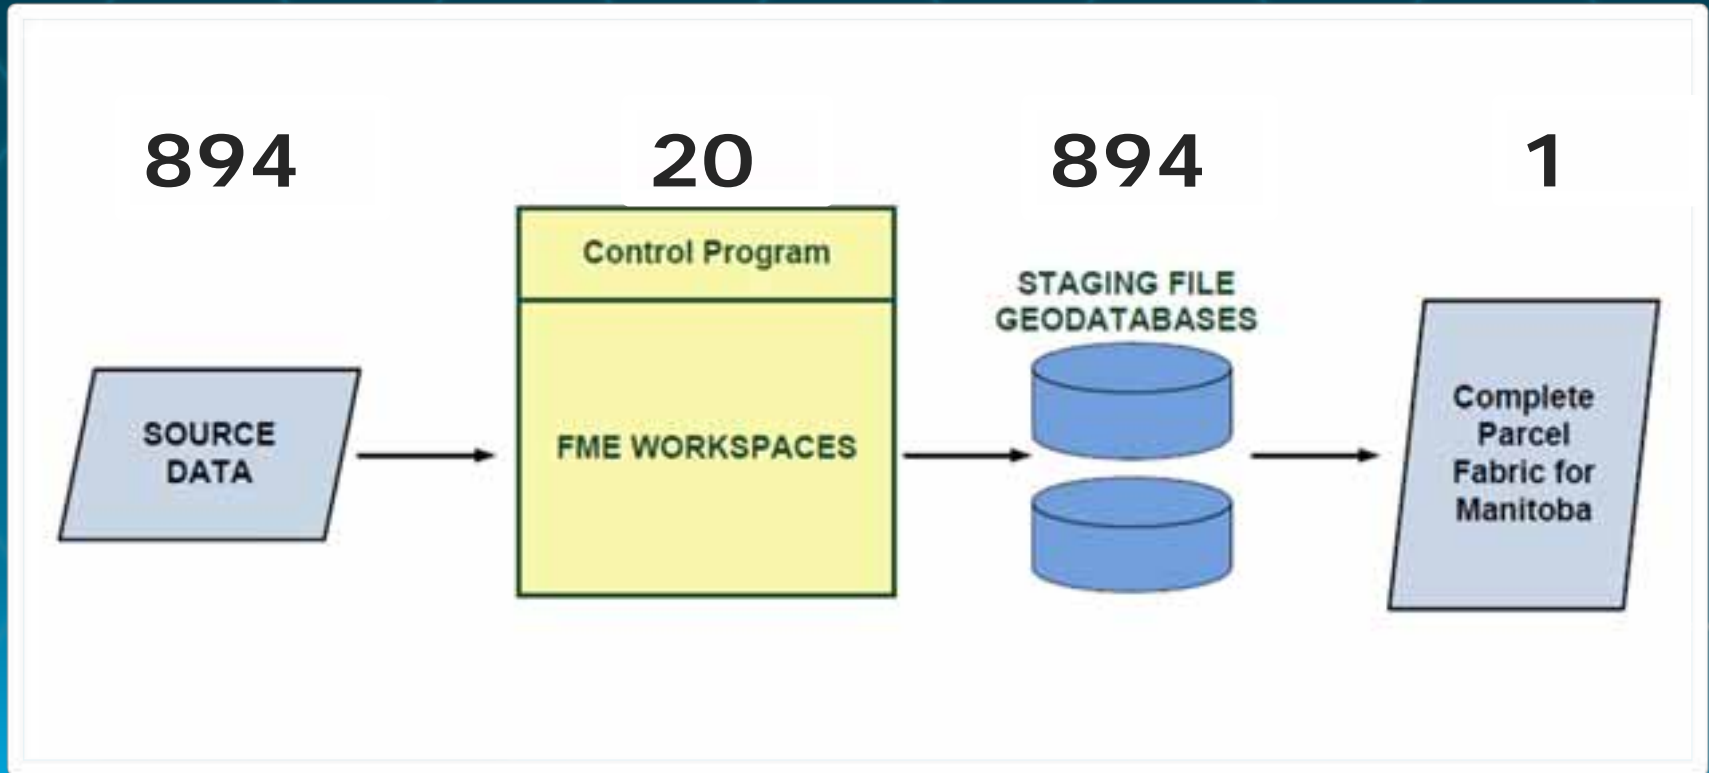 894
20
894
1
SOURCE
DATA
Control Program
FME WORKSPACES
STAGING FILE
GEODATABASES
Complete
Parcel
Fabric for
Manitoba